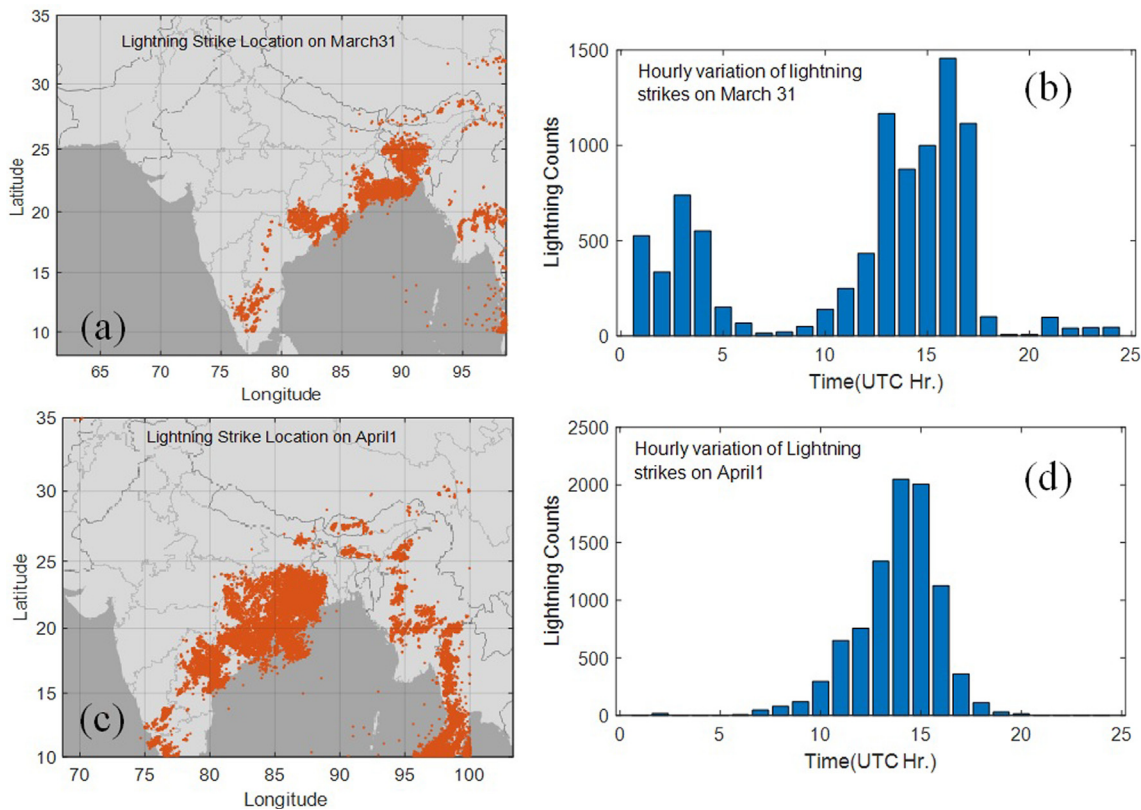 35
30
25
20
15
10
Latitude
Lightning Strike Location on March31
(a)
65 70 75 80 85 90 95
Longitude
1500
1000
500
0
Lightning Counts
Hourly variation of lightning
strikes on March 31
(b)
0 5 10 15 20 25
Time(UTC Hr.)
35
30
25
20
15
10
Latitude
Lightning Strike Location on April1
(c)
70 75 80 85 90 95 100
Longitude
2500
2000
1500
1000
500
0
Lightning Counts
Hourly variation of Lightning
strikes on April1
(d)
0 5 10 15 20 25
Time(UTC Hr.)